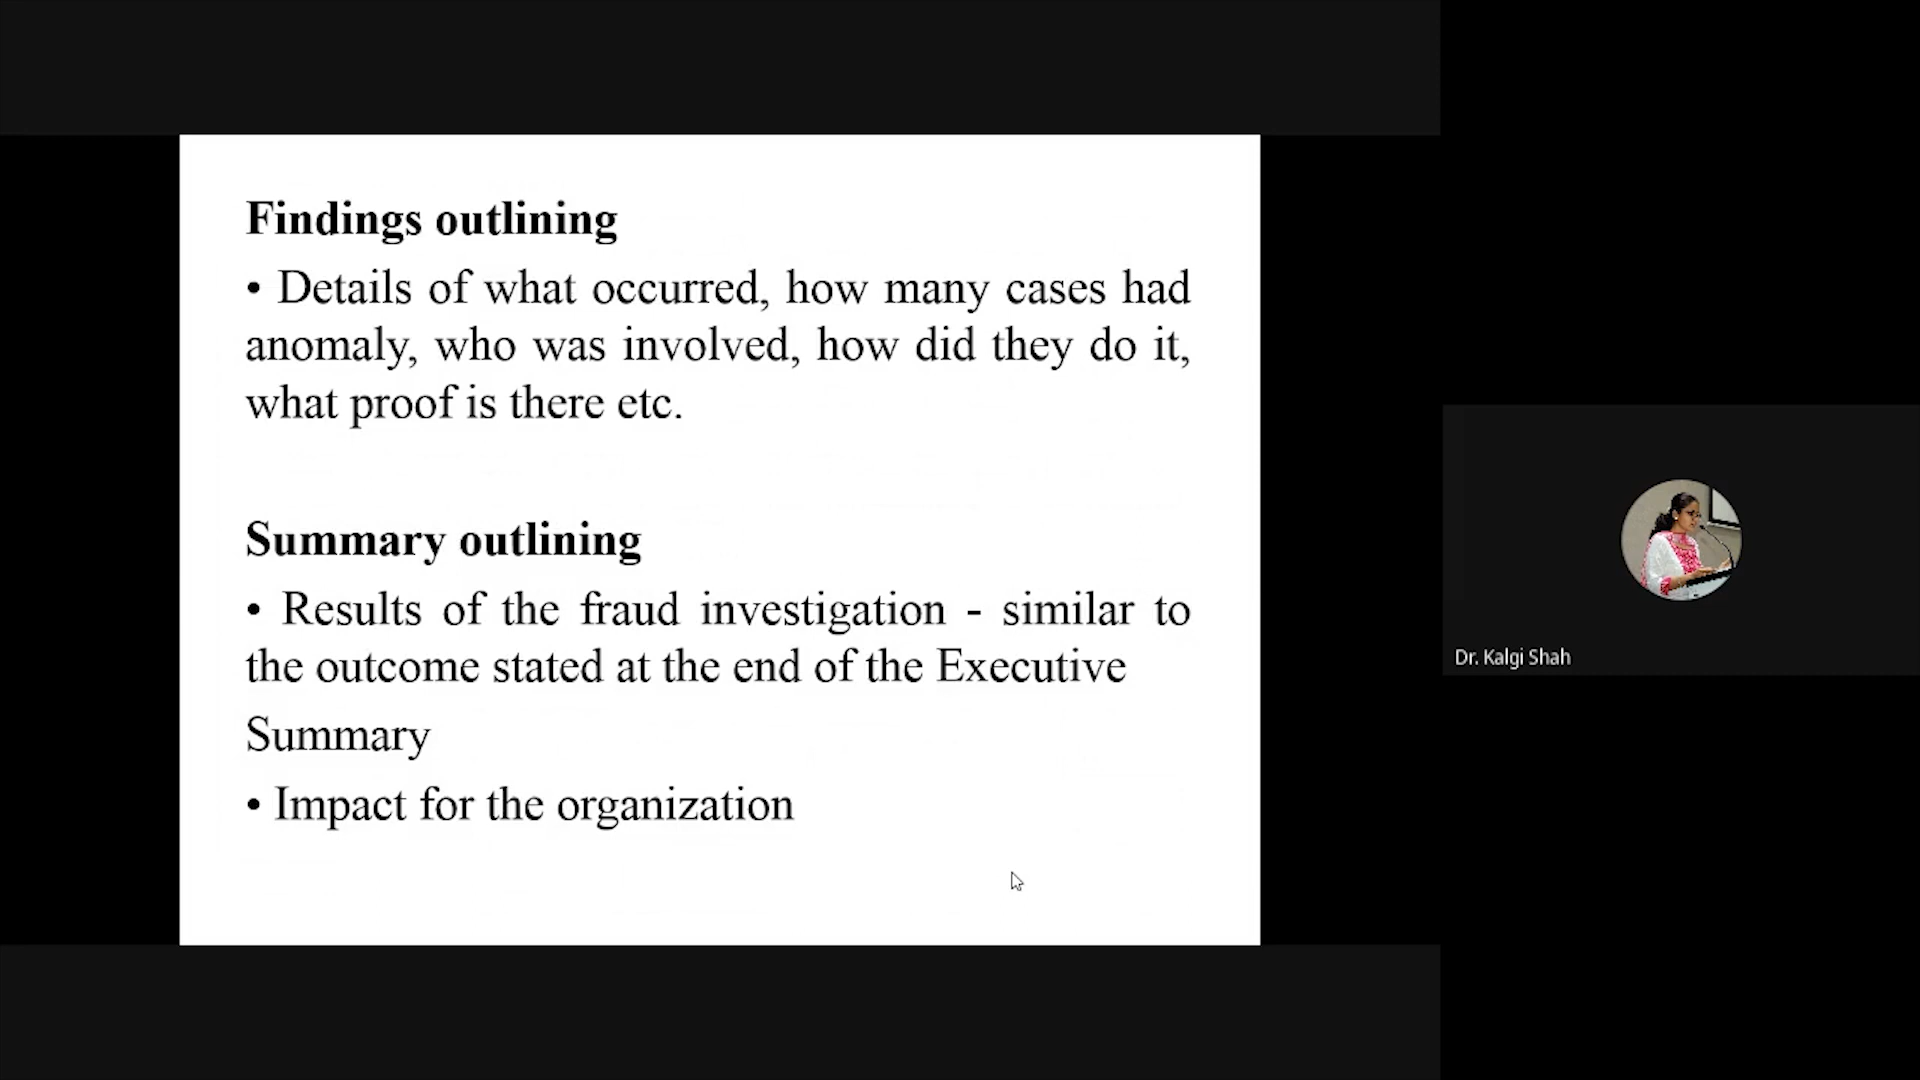 Findings outlining
• Details of what occurred, how many cases had
anomaly, who was involved, how did they do it,
what proof is there etc.
Summary outlining
• Results of the fraud investigation - similar to
the outcome stated at the end of the Executive
Summary
• Impact for the organization
Dr. Kalgi Shah